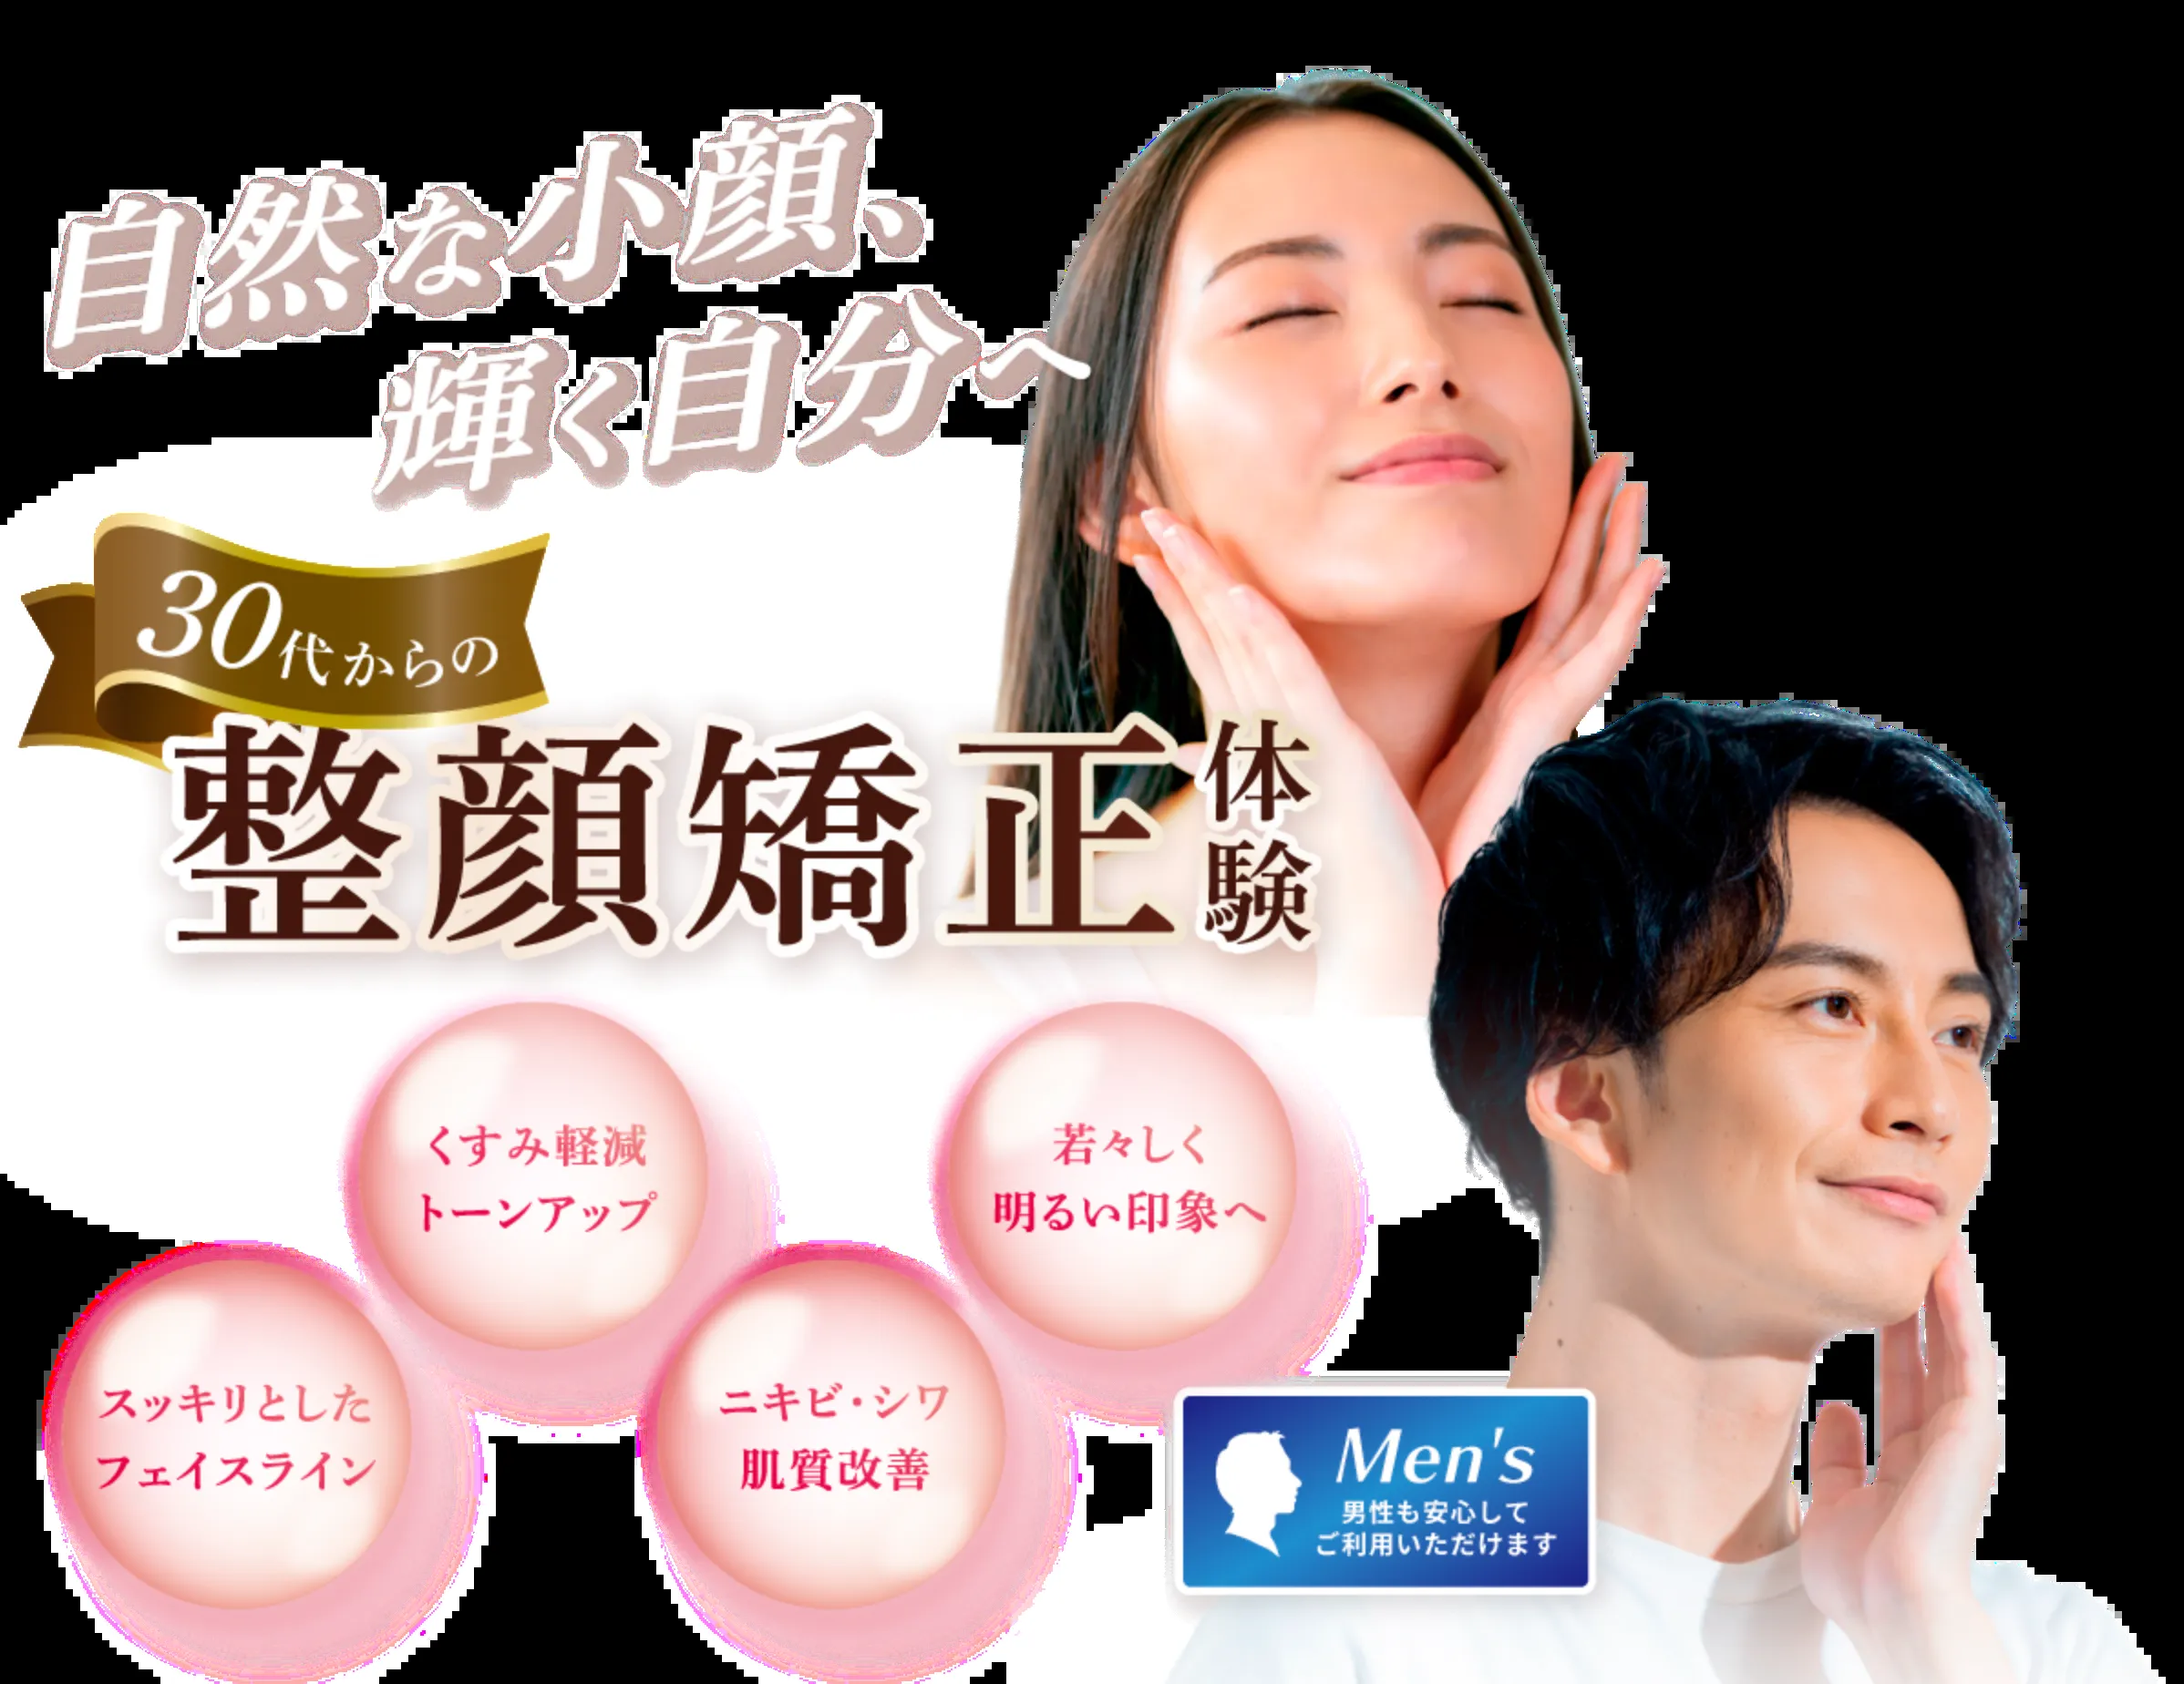 自然な小顔、
輝く自分へ
30代からの
整顔矯正体験
くすみ軽減
トーンアップ
若々しく
明るい印象へ
スッキリとした
フェイスライン
ニキビ・シワ
肌質改善
Men's
男性も安心して
ご利用いただけます